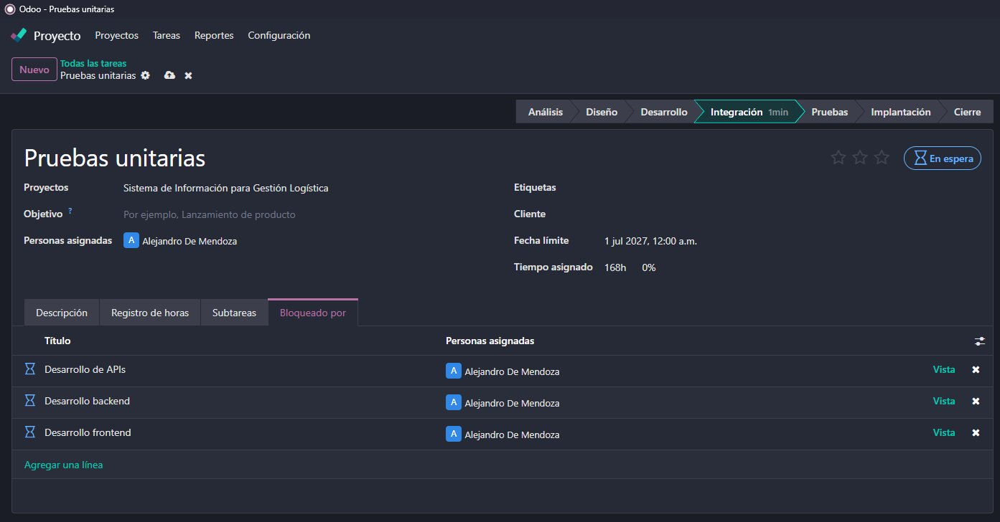 Odoo - Pruebas unitarias
Proyecto Proyectos Tareas Reportes Configuración
Nuevo
Todas las tareas
Pruebas unitarias
Análisis Diseño Desarrollo Integración 1min Pruebas Implantación Cierre
Pruebas unitarias
En espera
Proyectos Sistema de Información para Gestión Logística
Objetivo ? Por ejemplo, Lanzamiento de producto
Personas asignadas A Alejandro De Mendoza
Etiquetas
Cliente
Fecha límite 1 jul 2027, 12:00 a.m.
Tiempo asignado 168h 0%
Descripción Registro de horas Subtareas Bloqueado por
Título Personas asignadas
Desarrollo de APIs A Alejandro De Mendoza Vista
Desarrollo backend A Alejandro De Mendoza Vista
Desarrollo frontend A Alejandro De Mendoza Vista
Agregar una línea